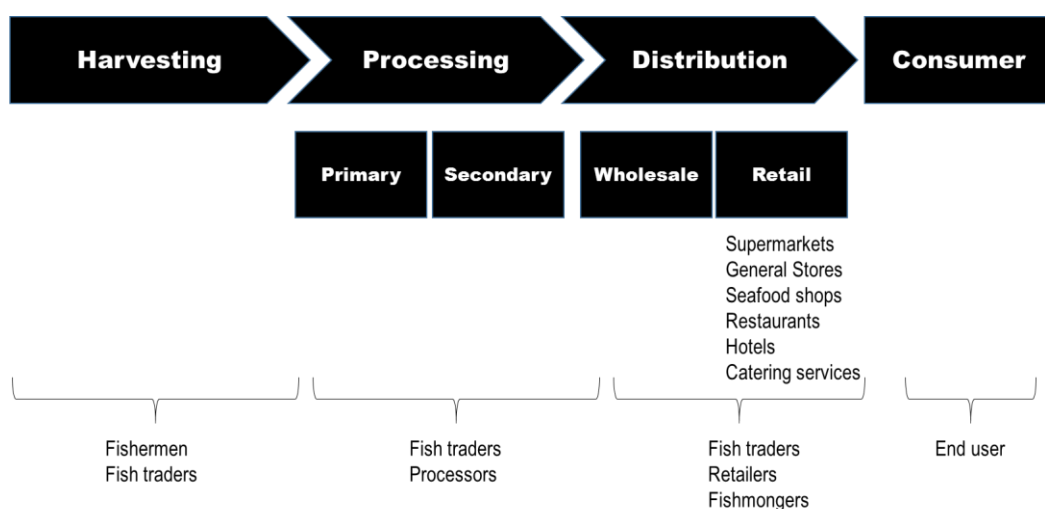 Harvesting
Processing
Distribution
Consumer
Primary
Secondary
Wholesale
Retail
Supermarkets
General Stores
Seafood shops
Restaurants
Hotels
Catering services
Fishermen
Fish traders
Fish traders
Processors
Fish traders
Retailers
Fishmongers
End user